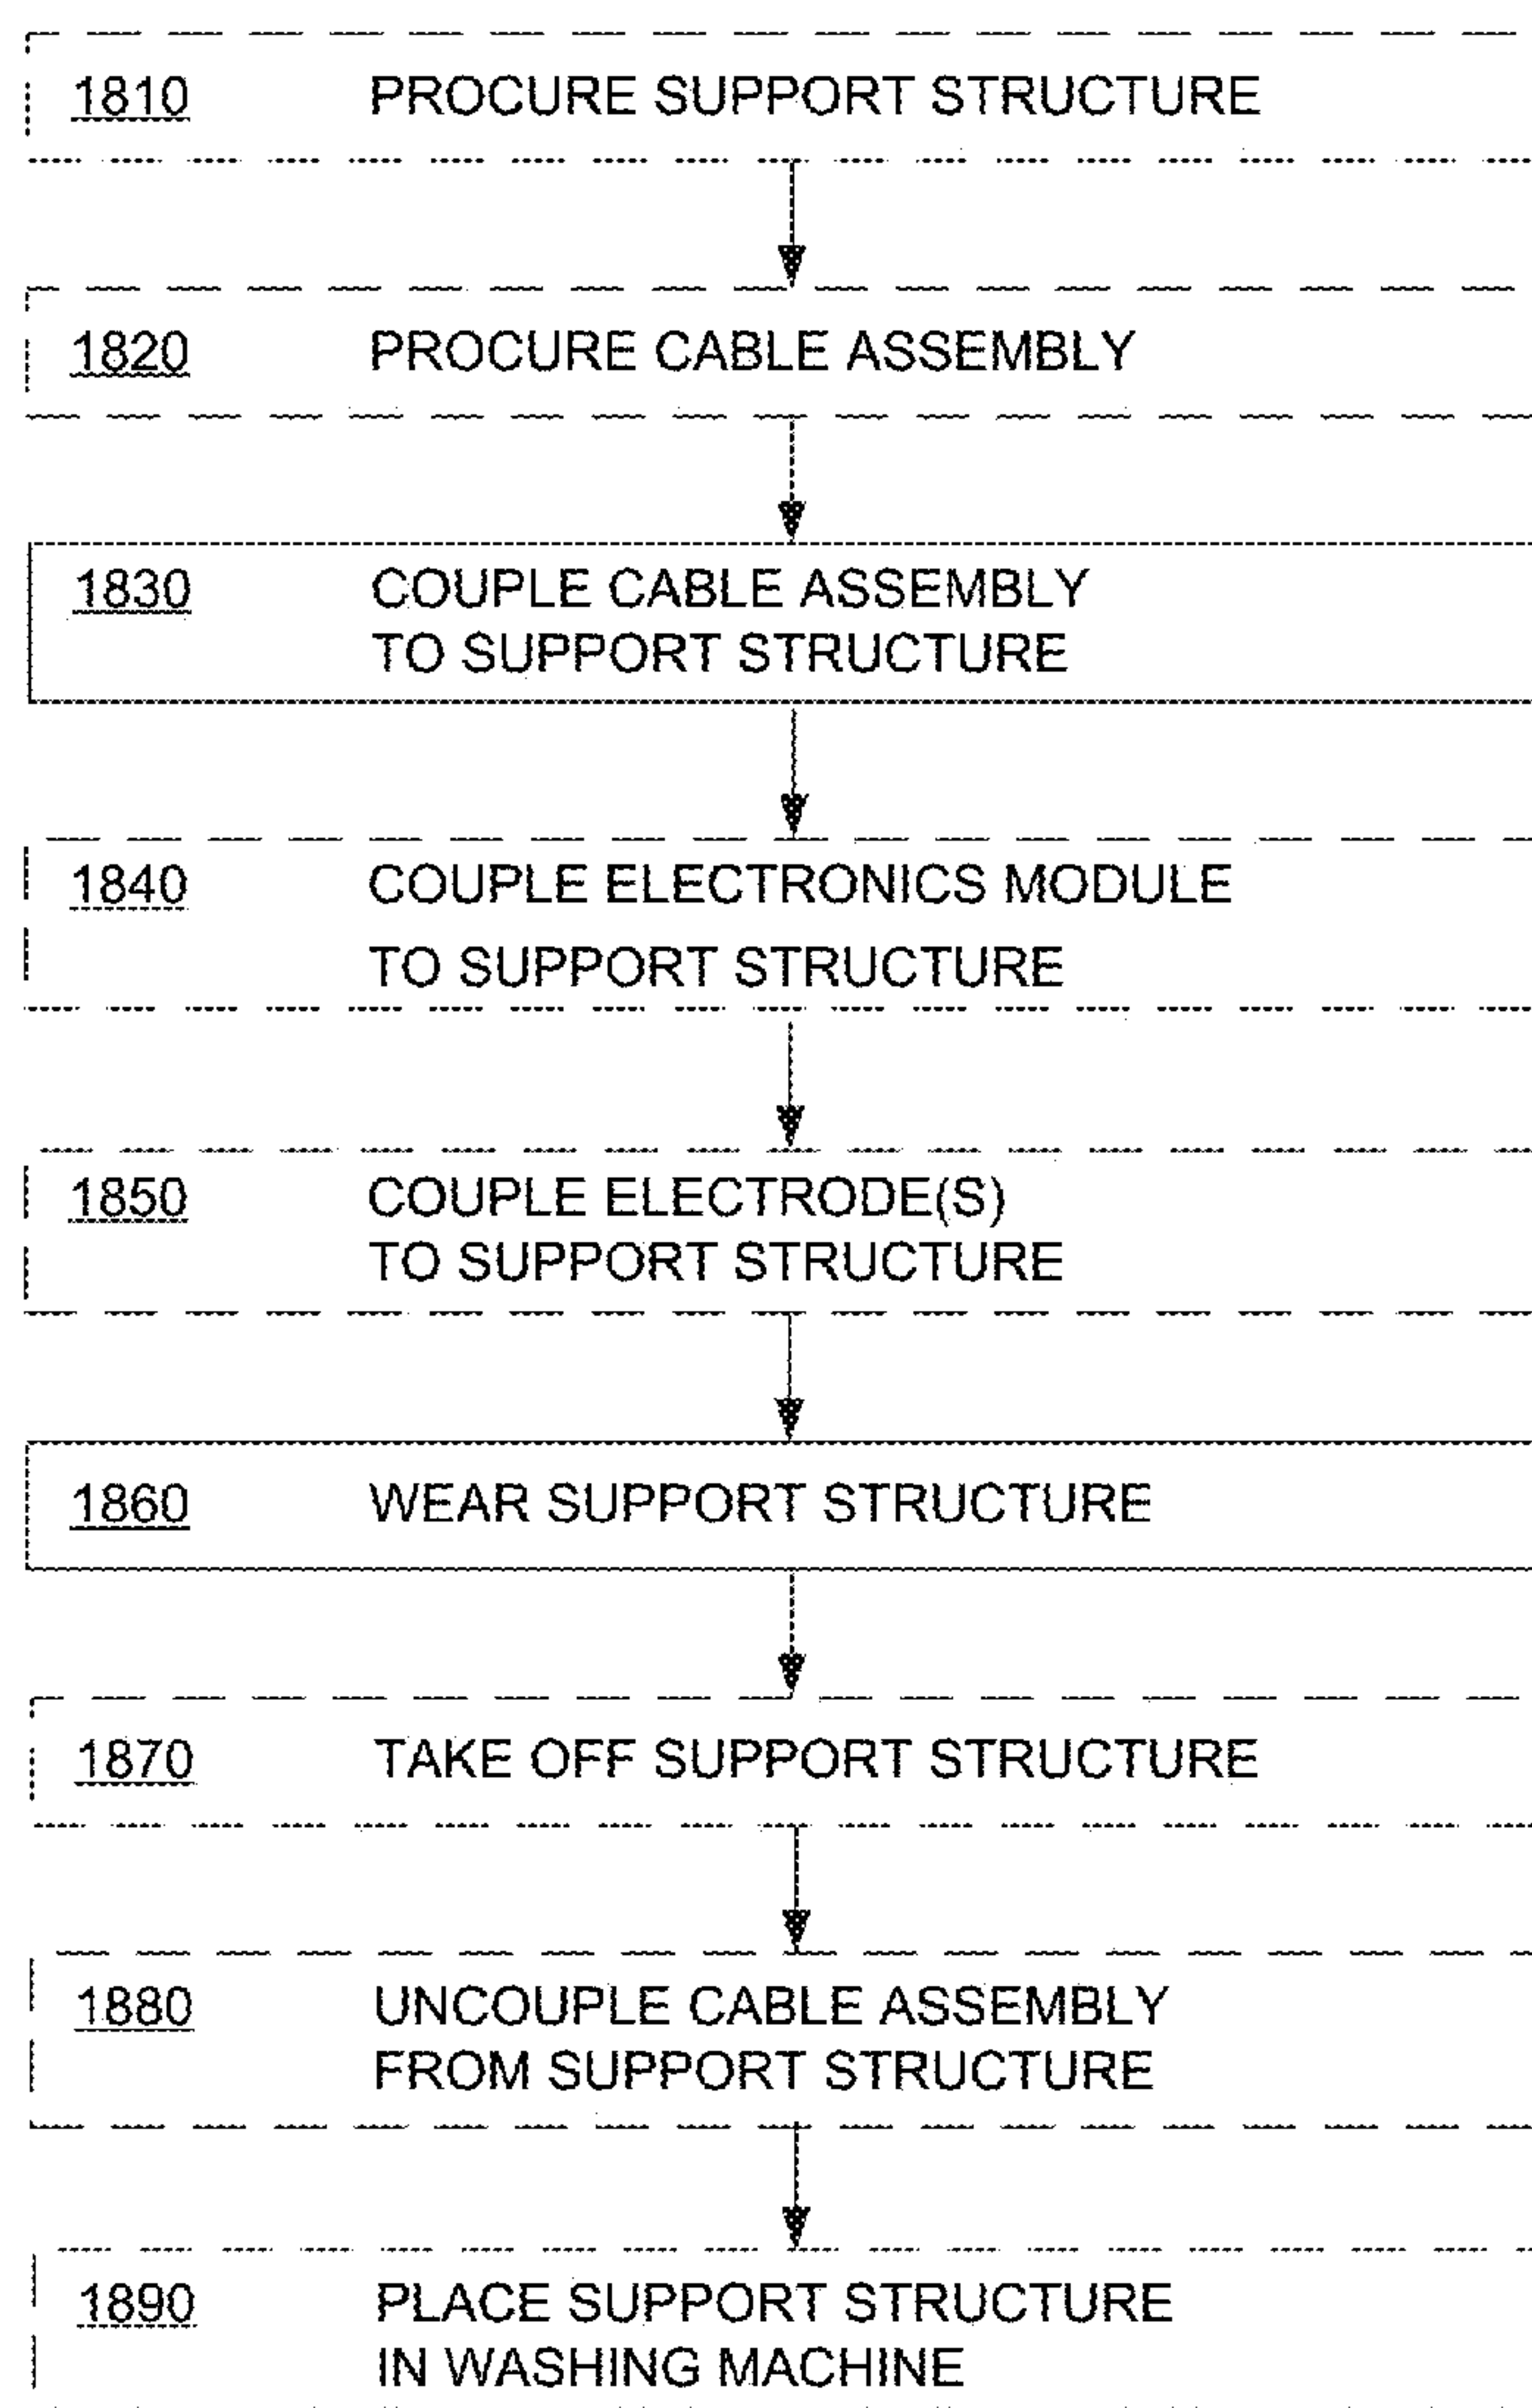 1810 PROCURE SUPPORT STRUCTURE
1820 PROCURE CABLE ASSEMBLY
1830 COUPLE CABLE ASSEMBLY
TO SUPPORT STRUCTURE
1840 COUPLE ELECTRONICS MODULE
TO SUPPORT STRUCTURE
1850 COUPLE ELECTRODE(S)
TO SUPPORT STRUCTURE
1860 WEAR SUPPORT STRUCTURE
1870 TAKE OFF SUPPORT STRUCTURE
1880 UNCOUPLE CABLE ASSEMBLY
FROM SUPPORT STRUCTURE
1890 PLACE SUPPORT STRUCTURE
IN WASHING MACHINE